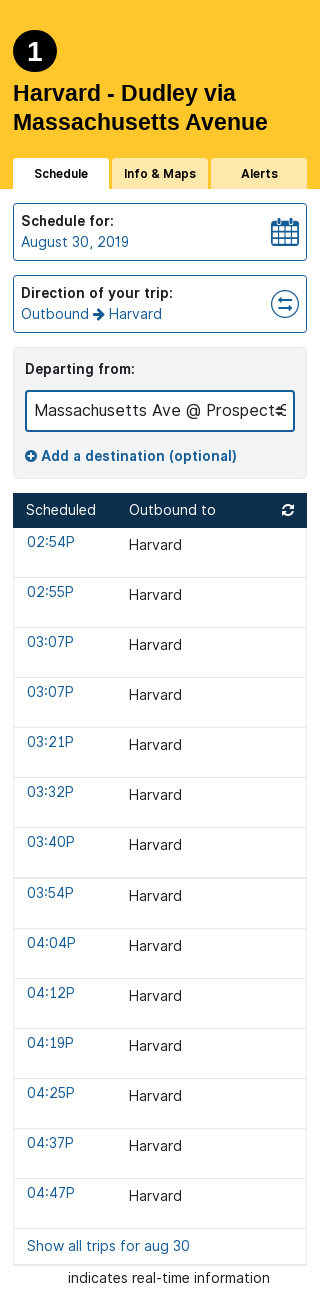 1
Harvard - Dudley via
Massachusetts Avenue
Schedule Info & Maps Alerts
Schedule for:
August 30, 2019
Direction of your trip:
Outbound Harvard
Departing from:
Massachusetts Ave @ Prospect S
Add a destination (optional)
Scheduled Outbound to
02:54P Harvard
02:55P Harvard
03:07P Harvard
03:07P Harvard
03:21P Harvard
03:32P Harvard
03:40P Harvard
03:54P Harvard
04:04P Harvard
04:12P Harvard
04:19P Harvard
04:25P Harvard
04:37P Harvard
04:47P Harvard
Show all trips for aug 30
indicates real-time information